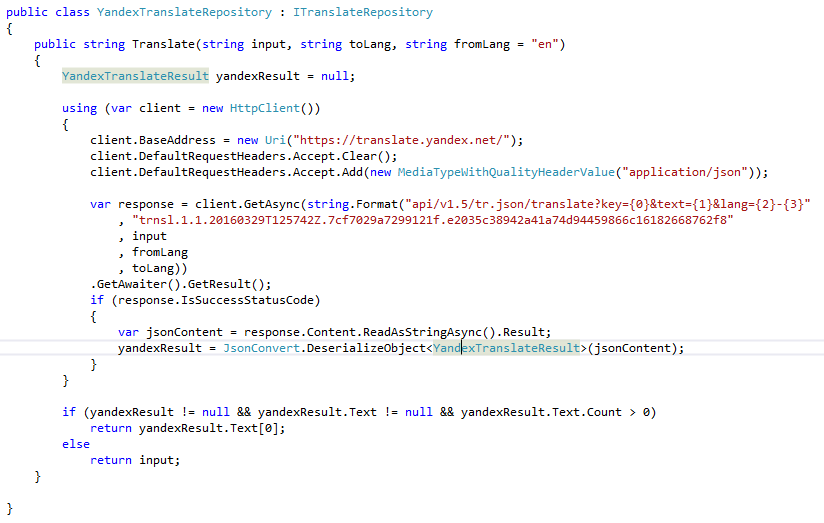 public class YandexTranslateRepository : ITranslateRepository
{
    public string Translate(string input, string toLang, string fromLang = "en")
    {
        YandexTranslateResult yandexResult = null;

        using (var client = new HttpClient())
        {
            client.BaseAddress = new Uri("https://translate.yandex.net/");
            client.DefaultRequestHeaders.Accept.Clear();
            client.DefaultRequestHeaders.Accept.Add(new MediaTypeWithQualityHeaderValue("application/json"));

            var response = client.GetAsync(string.Format("api/v1.5/tr.json/translate?key={0}&text={1}&lang={2}-{3}"
                , "trnsl.1.1.20160329T125742Z.7cf7029a7299121f.e2035c38942a41a74d94459866c16182668762f8"
                , input
                , fromLang
                , toLang))
            .GetAwaiter().GetResult();
            if (response.IsSuccessStatusCode)
            {
                var jsonContent = response.Content.ReadAsStringAsync().Result;
                yandexResult = JsonConvert.DeserializeObject<YandexTranslateResult>(jsonContent);
            }
        }

        if (yandexResult != null && yandexResult.Text != null && yandexResult.Text.Count > 0)
            return yandexResult.Text[0];
        else
            return input;
    }

}